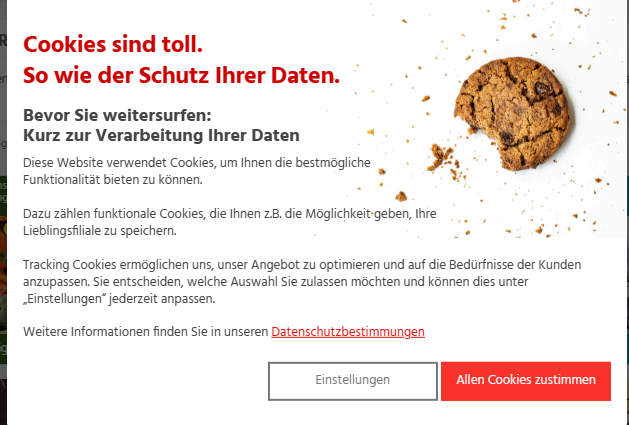 Cookies sind toll.
So wie der Schutz Ihrer Daten.
Bevor Sie weitersurfen:
Kurz zur Verarbeitung Ihrer Daten
Diese Website verwendet Cookies, um Ihnen die bestmögliche
Funktionalität bieten zu können.
Dazu zählen funktionale Cookies, die Ihnen z.B. die Möglichkeit geben, Ihre
Lieblingsfiliale zu speichern.
Tracking Cookies ermöglichen uns, unser Angebot zu optimieren und auf die Bedürfnisse der Kunden
anzupassen. Sie entscheiden, welche Auswahl Sie zulassen möchten und können dies unter
„Einstellungen“ jederzeit anpassen.
Weitere Informationen finden Sie in unseren Datenschutzbestimmungen
Einstellungen
Allen Cookies zustimmen